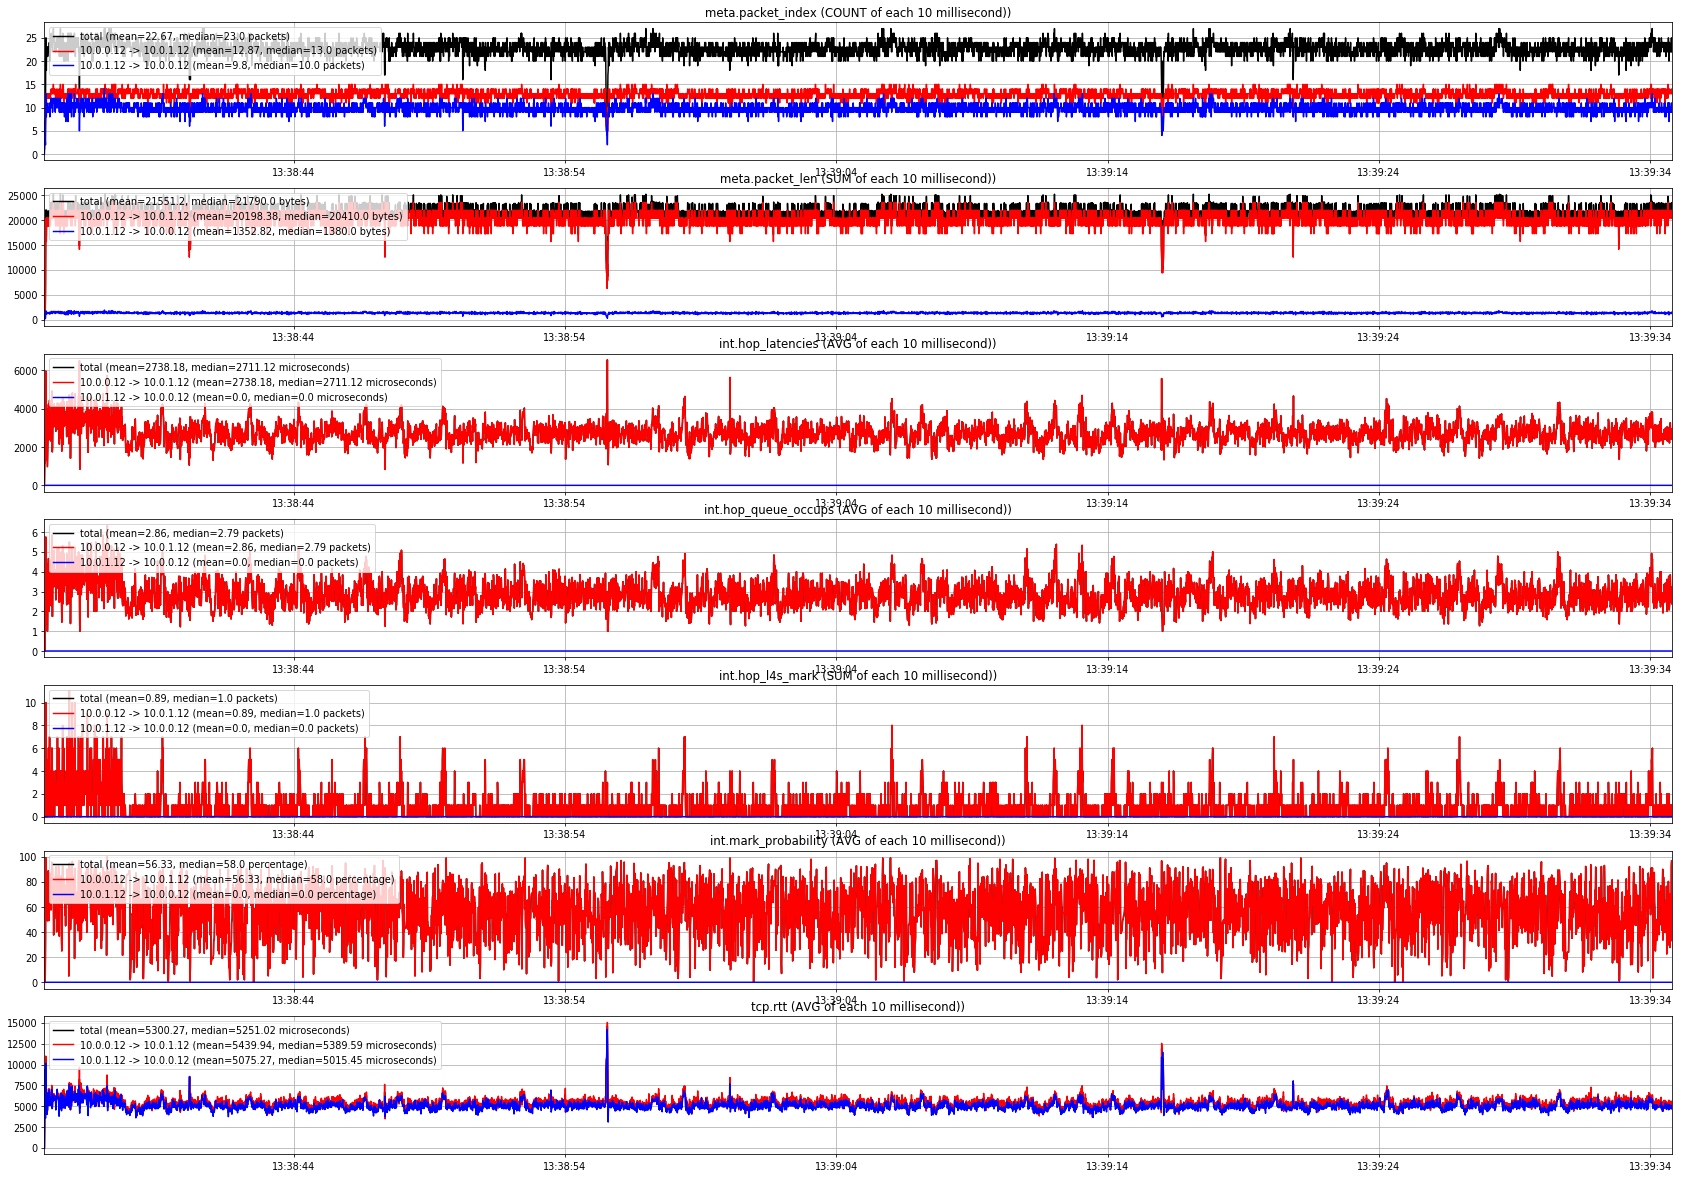 meta.packet_index (COUNT of each 10 millisecond))
25
20
15
10
5
0
total (mean=22.67, median=23.0 packets)
10.0.0.12 -> 10.0.1.12 (mean=12.87, median=13.0 packets)
10.0.1.12 -> 10.0.0.12 (mean=9.8, median=10.0 packets)
13:38:44 13:38:54 13:39:04 13:39:14 13:39:24 13:39:34
meta.packet_len (SUM of each 10 millisecond))
25000
20000
15000
10000
5000
0
total (mean=21551.2, median=21790.0 bytes)
10.0.0.12 -> 10.0.1.12 (mean=20198.38, median=20410.0 bytes)
10.0.1.12 -> 10.0.0.12 (mean=1352.82, median=1380.0 bytes)
13:38:44 13:38:54 13:39:04 13:39:14 13:39:24 13:39:34
int.hop_latencies (AVG of each 10 millisecond))
6000
4000
2000
0
total (mean=2738.18, median=2711.12 microseconds)
10.0.0.12 -> 10.0.1.12 (mean=2738.18, median=2711.12 microseconds)
10.0.1.12 -> 10.0.0.12 (mean=0.0, median=0.0 microseconds)
13:38:44 13:38:54 13:39:04 13:39:14 13:39:24 13:39:34
int.hop_queue_occups (AVG of each 10 millisecond))
6
5
4
3
2
1
0
total (mean=2.86, median=2.79 packets)
10.0.0.12 -> 10.0.1.12 (mean=2.86, median=2.79 packets)
10.0.1.12 -> 10.0.0.12 (mean=0.0, median=0.0 packets)
13:38:44 13:38:54 13:39:04 13:39:14 13:39:24 13:39:34
int.hop_l4s_mark (SUM of each 10 millisecond))
10
8
6
4
2
0
total (mean=0.89, median=1.0 packets)
10.0.0.12 -> 10.0.1.12 (mean=0.89, median=1.0 packets)
10.0.1.12 -> 10.0.0.12 (mean=0.0, median=0.0 packets)
13:38:44 13:38:54 13:39:04 13:39:14 13:39:24 13:39:34
int.mark_probability (AVG of each 10 millisecond))
100
80
60
40
20
0
total (mean=56.33, median=58.0 percentage)
10.0.0.12 -> 10.0.1.12 (mean=56.33, median=58.0 percentage)
10.0.1.12 -> 10.0.0.12 (mean=0.0, median=0.0 percentage)
13:38:44 13:38:54 13:39:04 13:39:14 13:39:24 13:39:34
tcp.rtt (AVG of each 10 millisecond))
15000
12500
10000
7500
5000
2500
0
total (mean=5300.27, median=5251.02 microseconds)
10.0.0.12 -> 10.0.1.12 (mean=5439.94, median=5389.59 microseconds)
10.0.1.12 -> 10.0.0.12 (mean=5075.27, median=5015.45 microseconds)
13:38:44 13:38:54 13:39:04 13:39:14 13:39:24 13:39:34